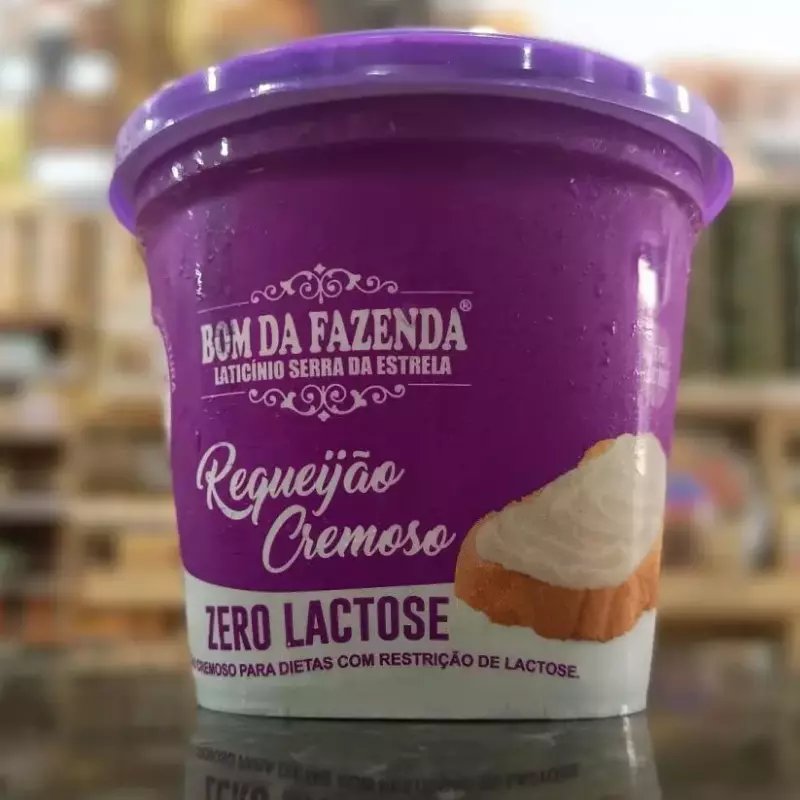 BOM DA FAZENDA®
LATICÍNIO SERRA DA ESTRELA
Requeijão
Cremoso
ZERO LACTOSE
CREMOSO PARA DIETAS COM RESTRIÇÃO DE LACTOSE.